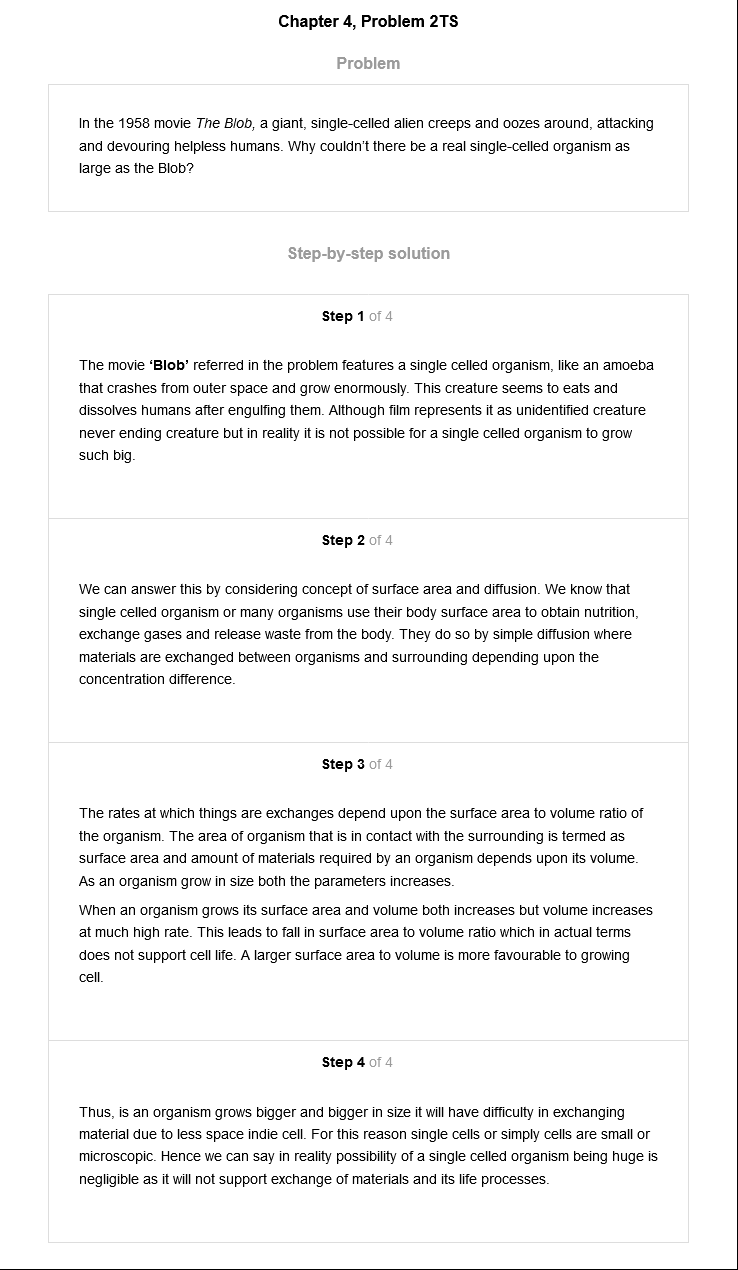 Chapter 4, Problem 2TS
Problem
In the 1958 movie The Blob, a giant, single-celled alien creeps and oozes around, attacking
and devouring helpless humans. Why couldn't there be a real single-celled organism as
large as the Blob?
Step-by-step solution
Step 1 of 4
The movie ‘Blob’ referred in the problem features a single celled organism, like an amoeba
that crashes from outer space and grow enormously. This creature seems to eats and
dissolves humans after engulfing them. Although film represents it as unidentified creature
never ending creature but in reality it is not possible for a single celled organism to grow
such big.
Step 2 of 4
We can answer this by considering concept of surface area and diffusion. We know that
single celled organism or many organisms use their body surface area to obtain nutrition,
exchange gases and release waste from the body. They do so by simple diffusion where
materials are exchanged between organisms and surrounding depending upon the
concentration difference.
Step 3 of 4
The rates at which things are exchanges depend upon the surface area to volume ratio of
the organism. The area of organism that is in contact with the surrounding is termed as
surface area and amount of materials required by an organism depends upon its volume.
As an organism grow in size both the parameters increases.
When an organism grows its surface area and volume both increases but volume increases
at much high rate. This leads to fall in surface area to volume ratio which in actual terms
does not support cell life. A larger surface area to volume is more favourable to growing
cell.
Step 4 of 4
Thus, is an organism grows bigger and bigger in size it will have difficulty in exchanging
material due to less space indie cell. For this reason single cells or simply cells are small or
microscopic. Hence we can say in reality possibility of a single celled organism being huge is
negligible as it will not support exchange of materials and its life processes.